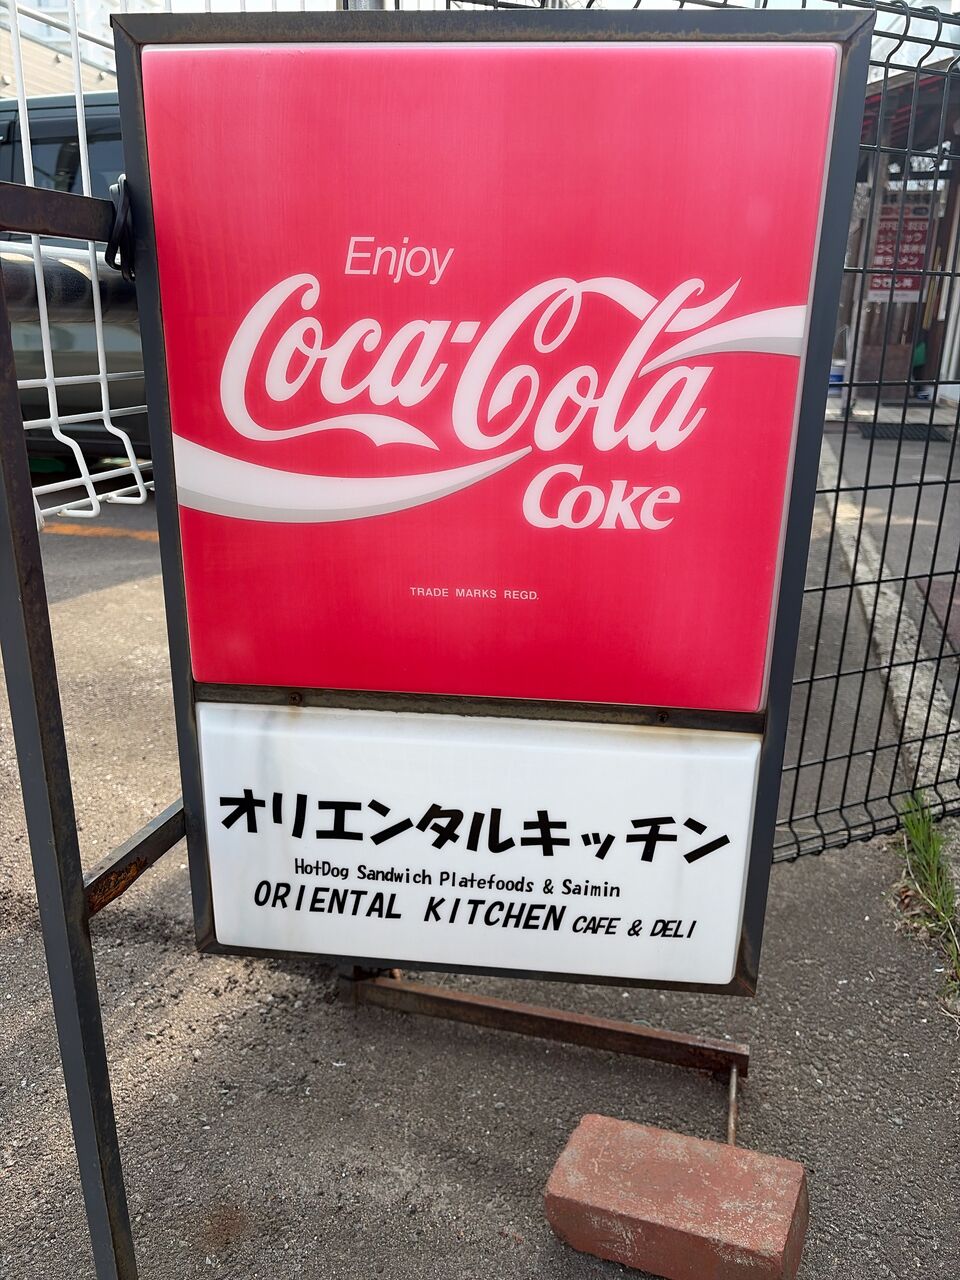 Enjoy
Coca-Cola
Coke
TRADE MARKS REGD.
オリエンタルキッチン
HotDog Sandwich Platefoods & Saimin
ORIENTAL KITCHEN CAFE & DELI